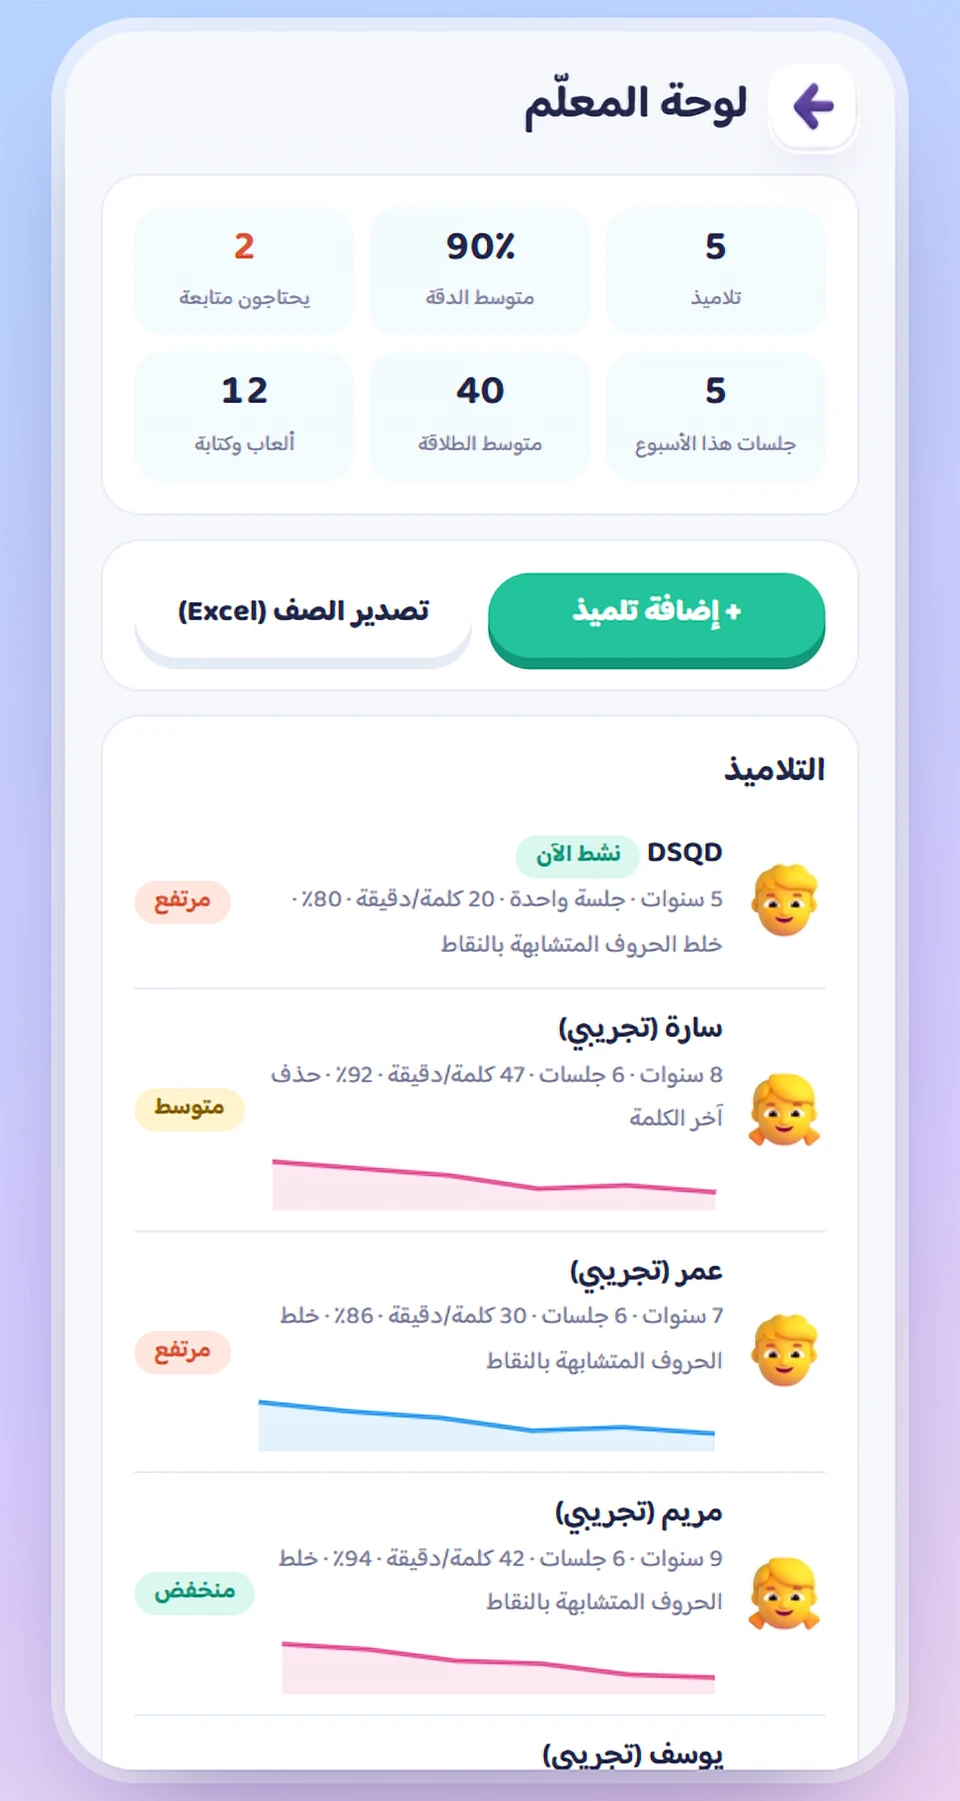 لوحة المعلّم
5
تلاميذ
90٪
متوسط الدقة
2
يحتاجون متابعة
5
جلسات هذا الأسبوع
40
متوسط الطلاقة
12
ألعاب وكتابة
+ إضافة تلميذ
تصدير الصف (Excel)
التلاميذ
DSQD نشط الآن
5 سنوات · جلسة واحدة · 20 كلمة/دقيقة · 80٪ ·
خلط الحروف المتشابهة بالنقاط
مرتفع
سارة (تجريبي)
8 سنوات · 6 جلسات · 47 كلمة/دقيقة · 92٪ · حذف
آخر الكلمة
متوسط
عمر (تجريبي)
7 سنوات · 6 جلسات · 30 كلمة/دقيقة · 86٪ · خلط
الحروف المتشابهة بالنقاط
مرتفع
مريم (تجريبي)
9 سنوات · 6 جلسات · 42 كلمة/دقيقة · 94٪ · خلط
الحروف المتشابهة بالنقاط
منخفض
يوسف (تجريبي)